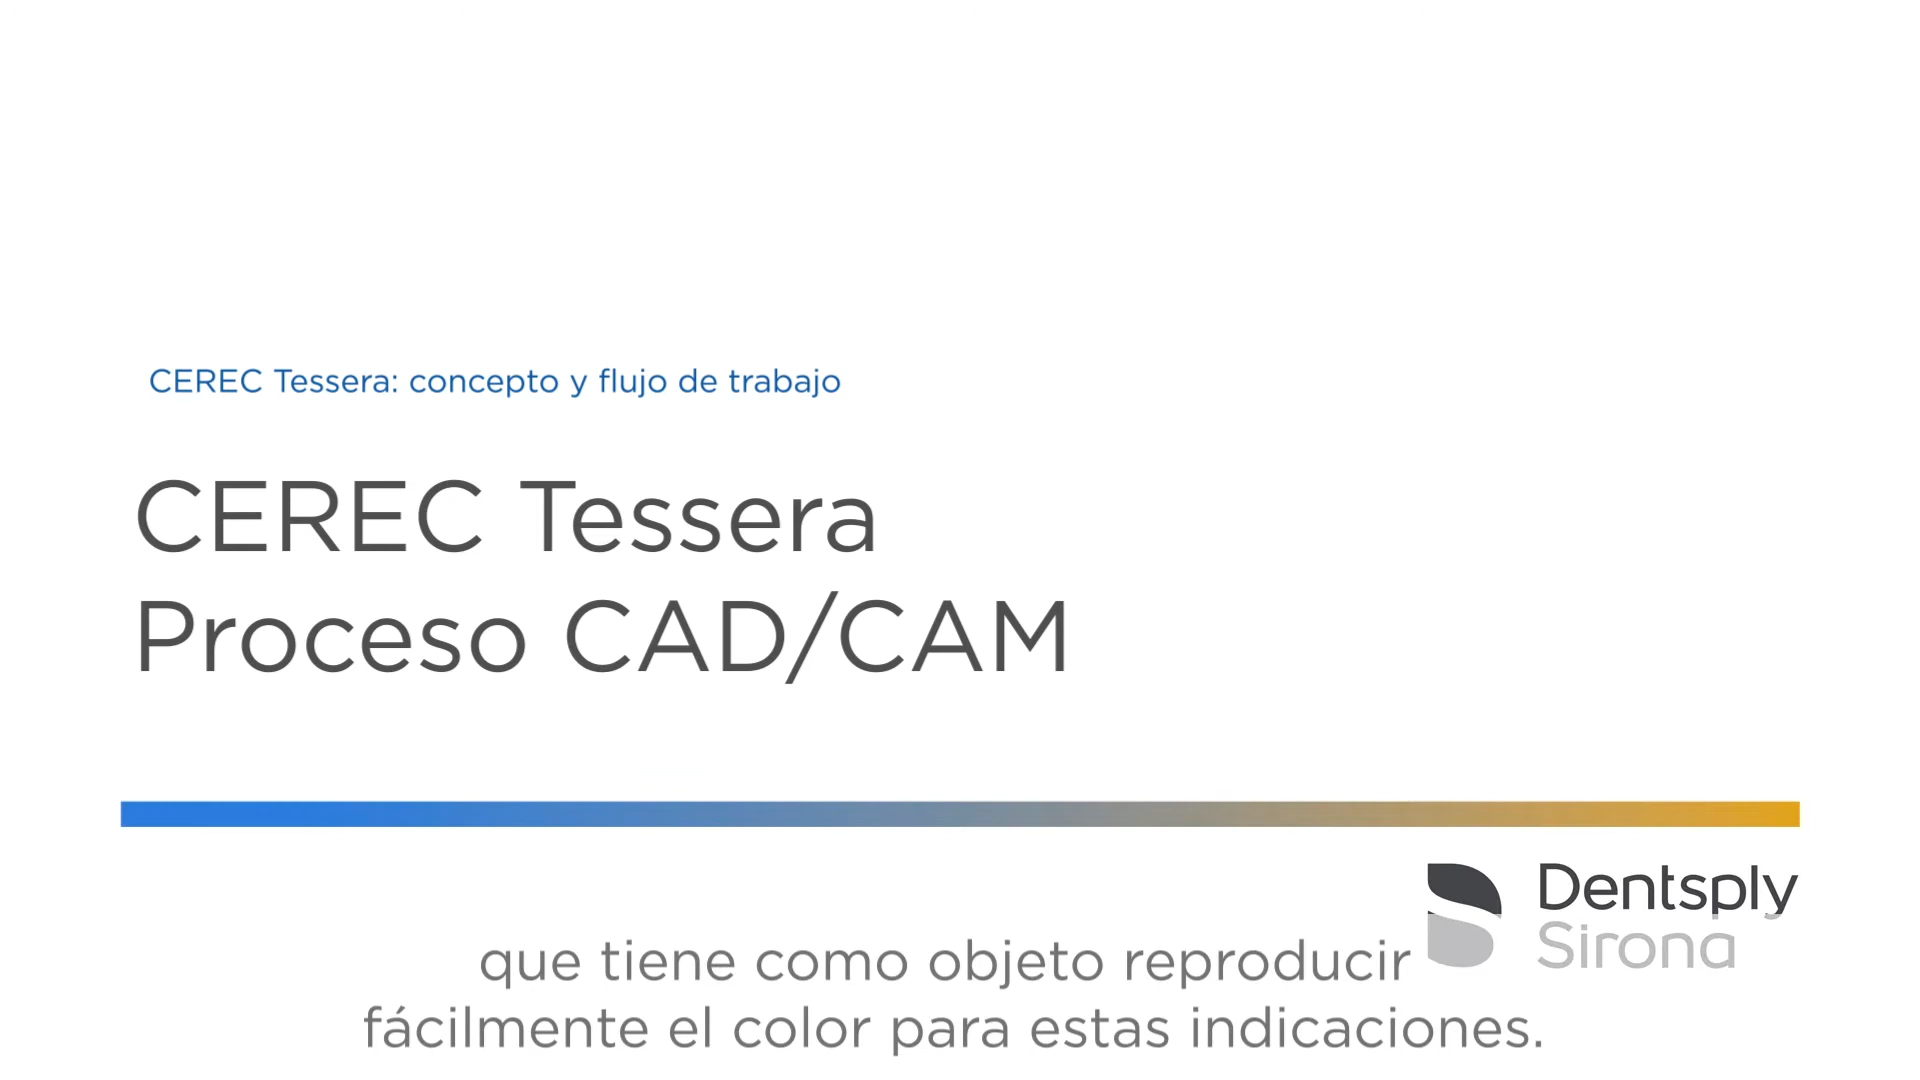 CEREC Tessera: concepto y flujo de trabajo
CEREC Tessera
Proceso CAD/CAM
Dentsply
Sirona
que tiene como objeto reproducir
fácilmente el color para estas indicaciones.